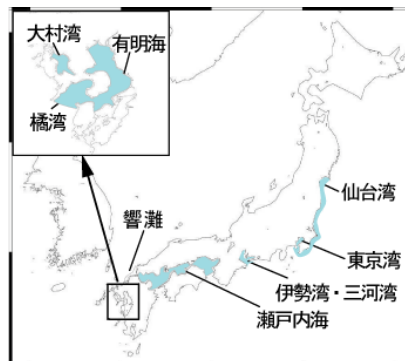 大村湾
有明海
橘湾
仙台湾
響灘
東京湾
伊勢湾・三河湾
瀬戸内海